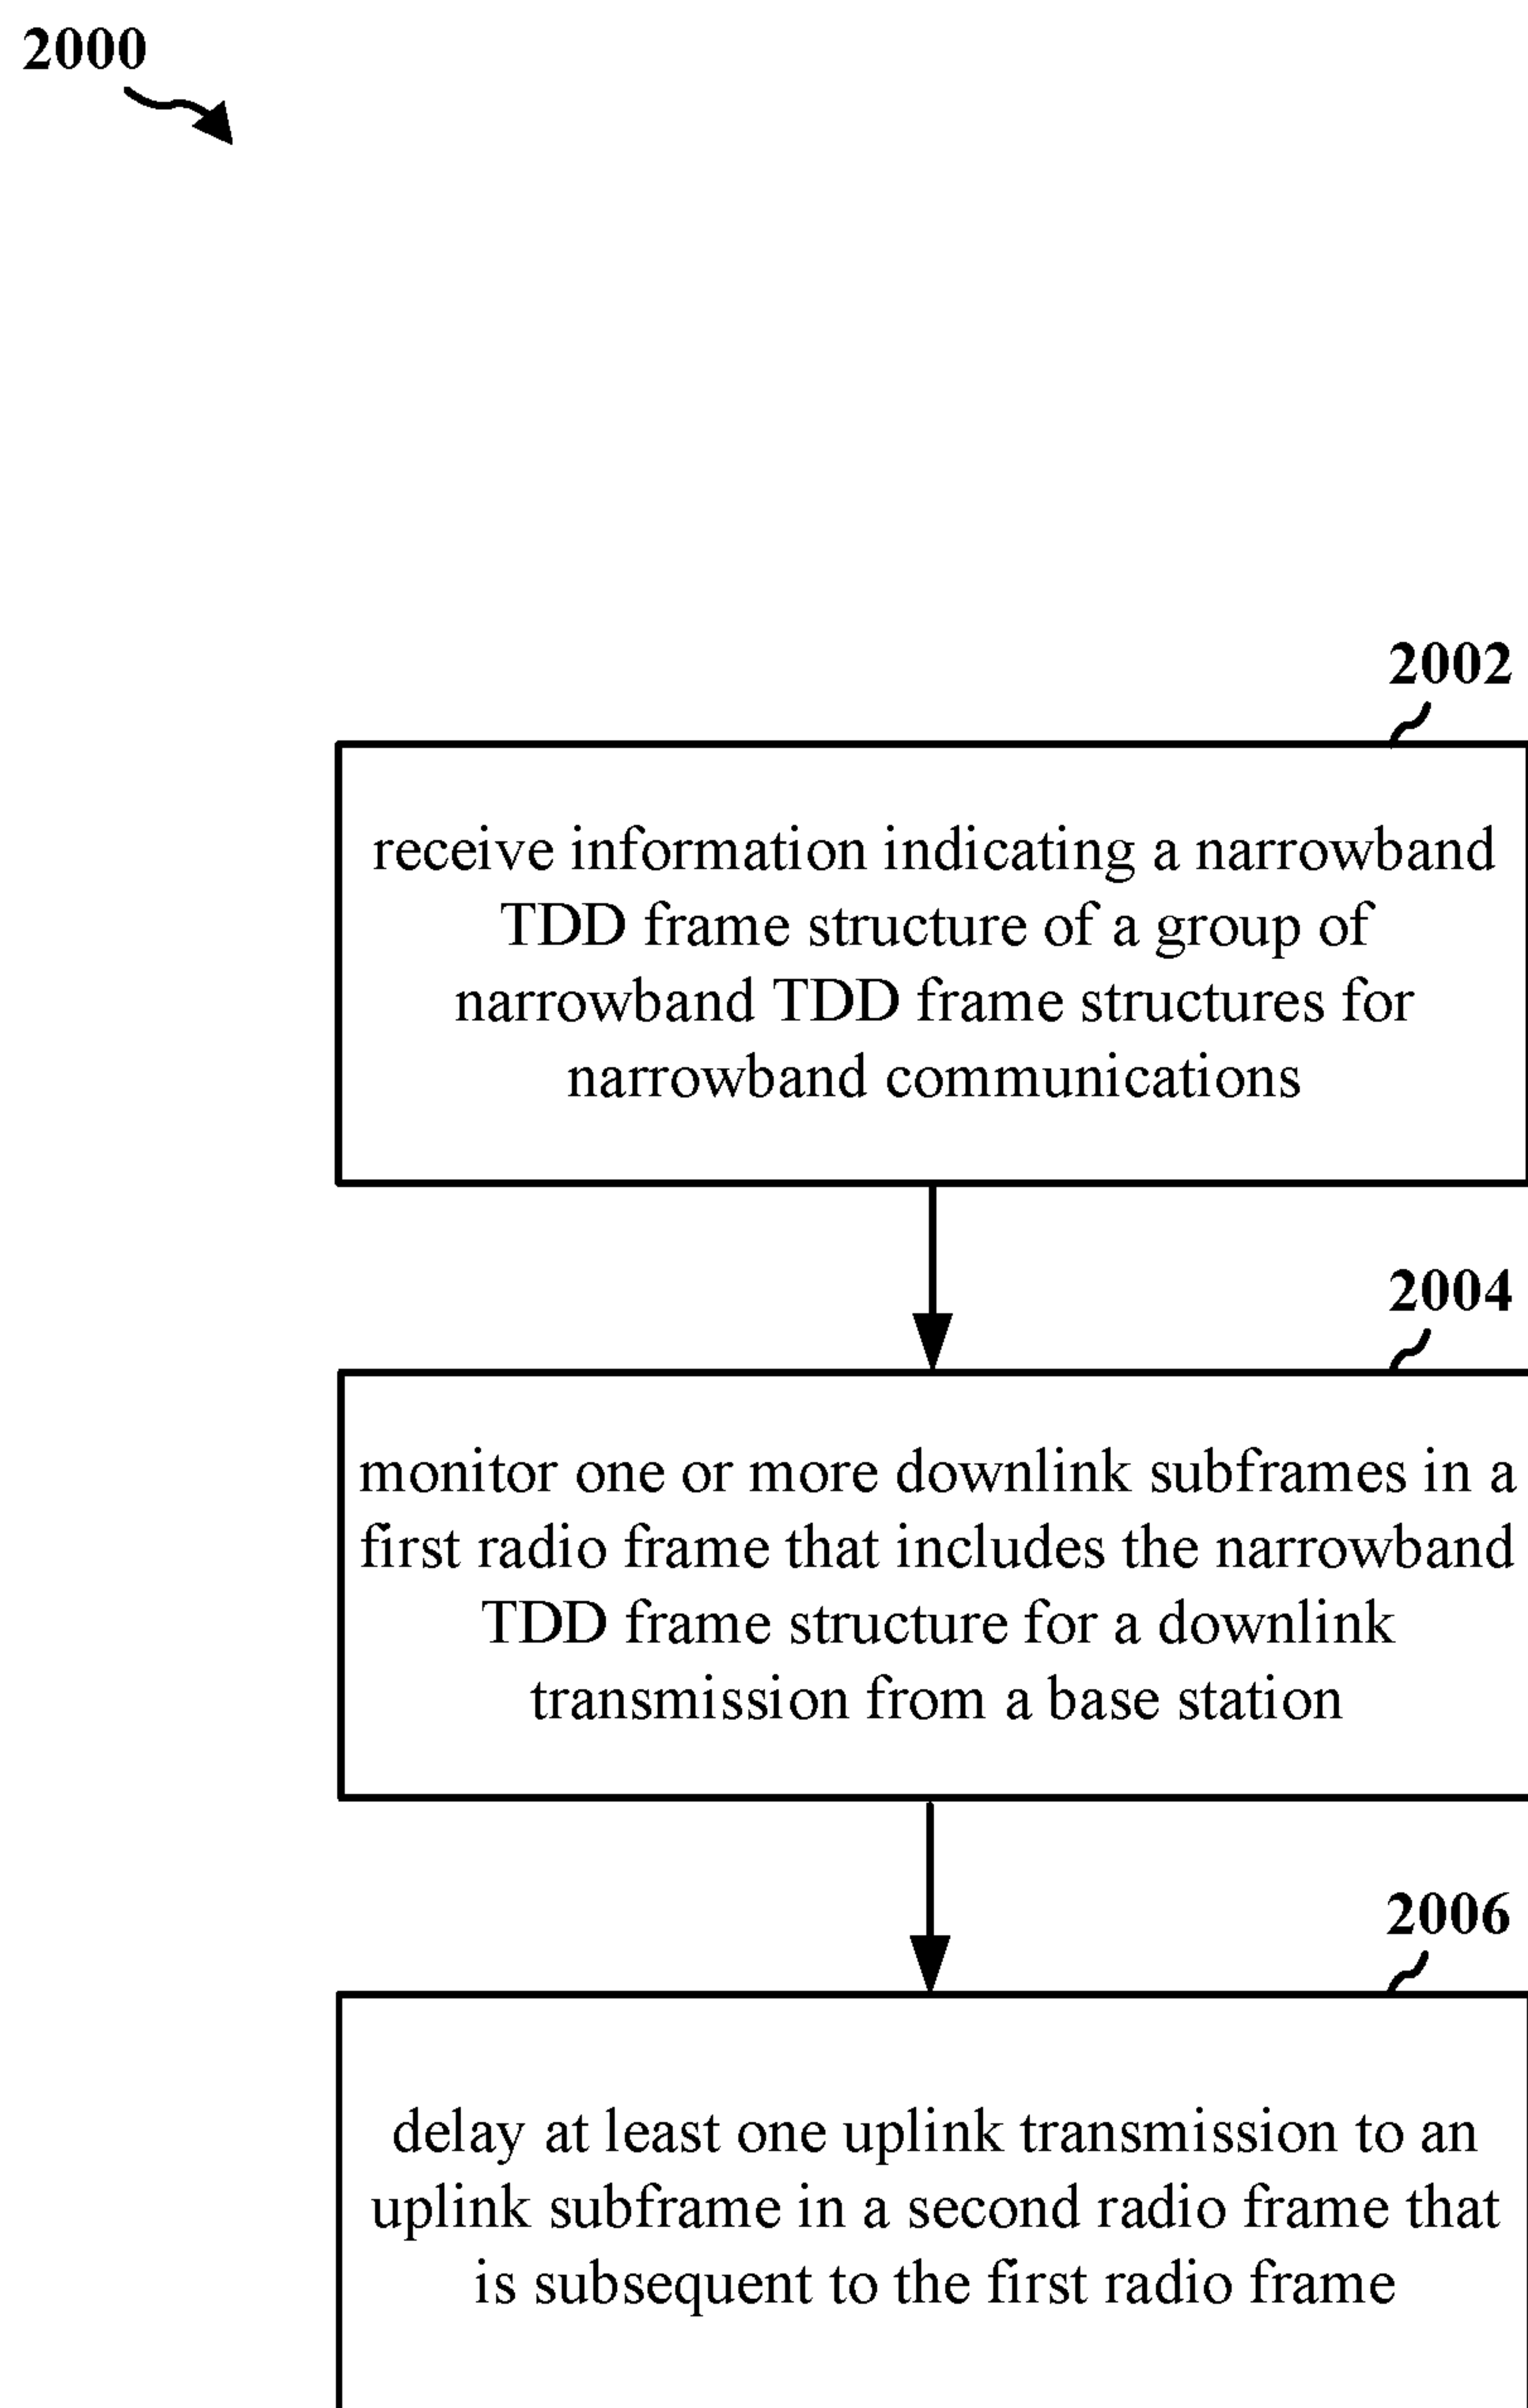 2000
2002
receive information indicating a narrowband
TDD frame structure of a group of
narrowband TDD frame structures for
narrowband communications
2004
monitor one or more downlink subframes in a
first radio frame that includes the narrowband
TDD frame structure for a downlink
transmission from a base station
2006
delay at least one uplink transmission to an
uplink subframe in a second radio frame that
is subsequent to the first radio frame